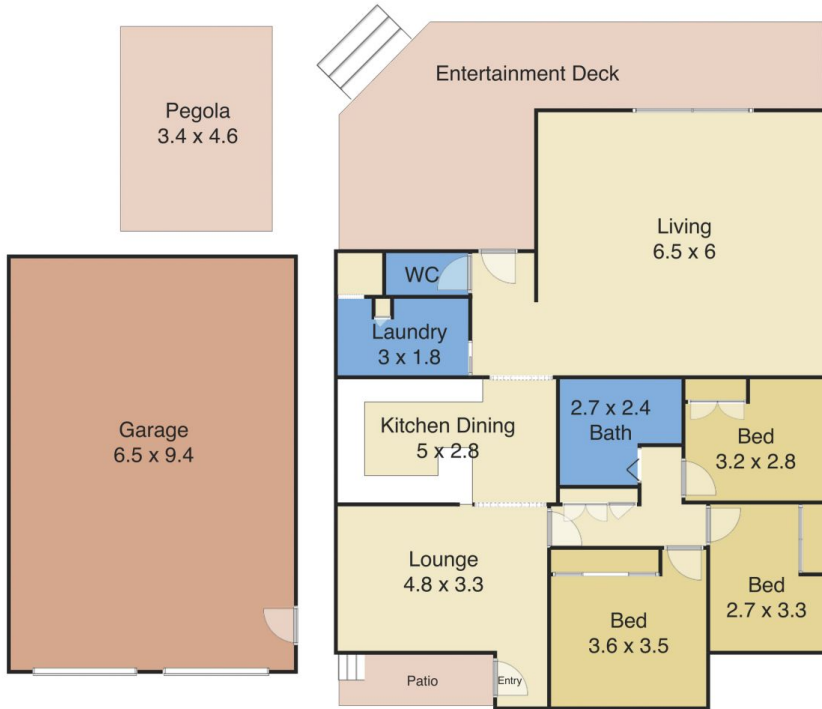 Entertainment Deck
Pegola
3.4 x 4.6
Living
6.5 x 6
WC
Laundry
3 x 1.8
Garage
6.5 x 9.4
Kitchen Dining
5 x 2.8
2.7 x 2.4
Bath
Bed
3.2 x 2.8
Lounge
4.8 x 3.3
Bed
2.7 x 3.3
Bed
3.6 x 3.5
Patio
Entry